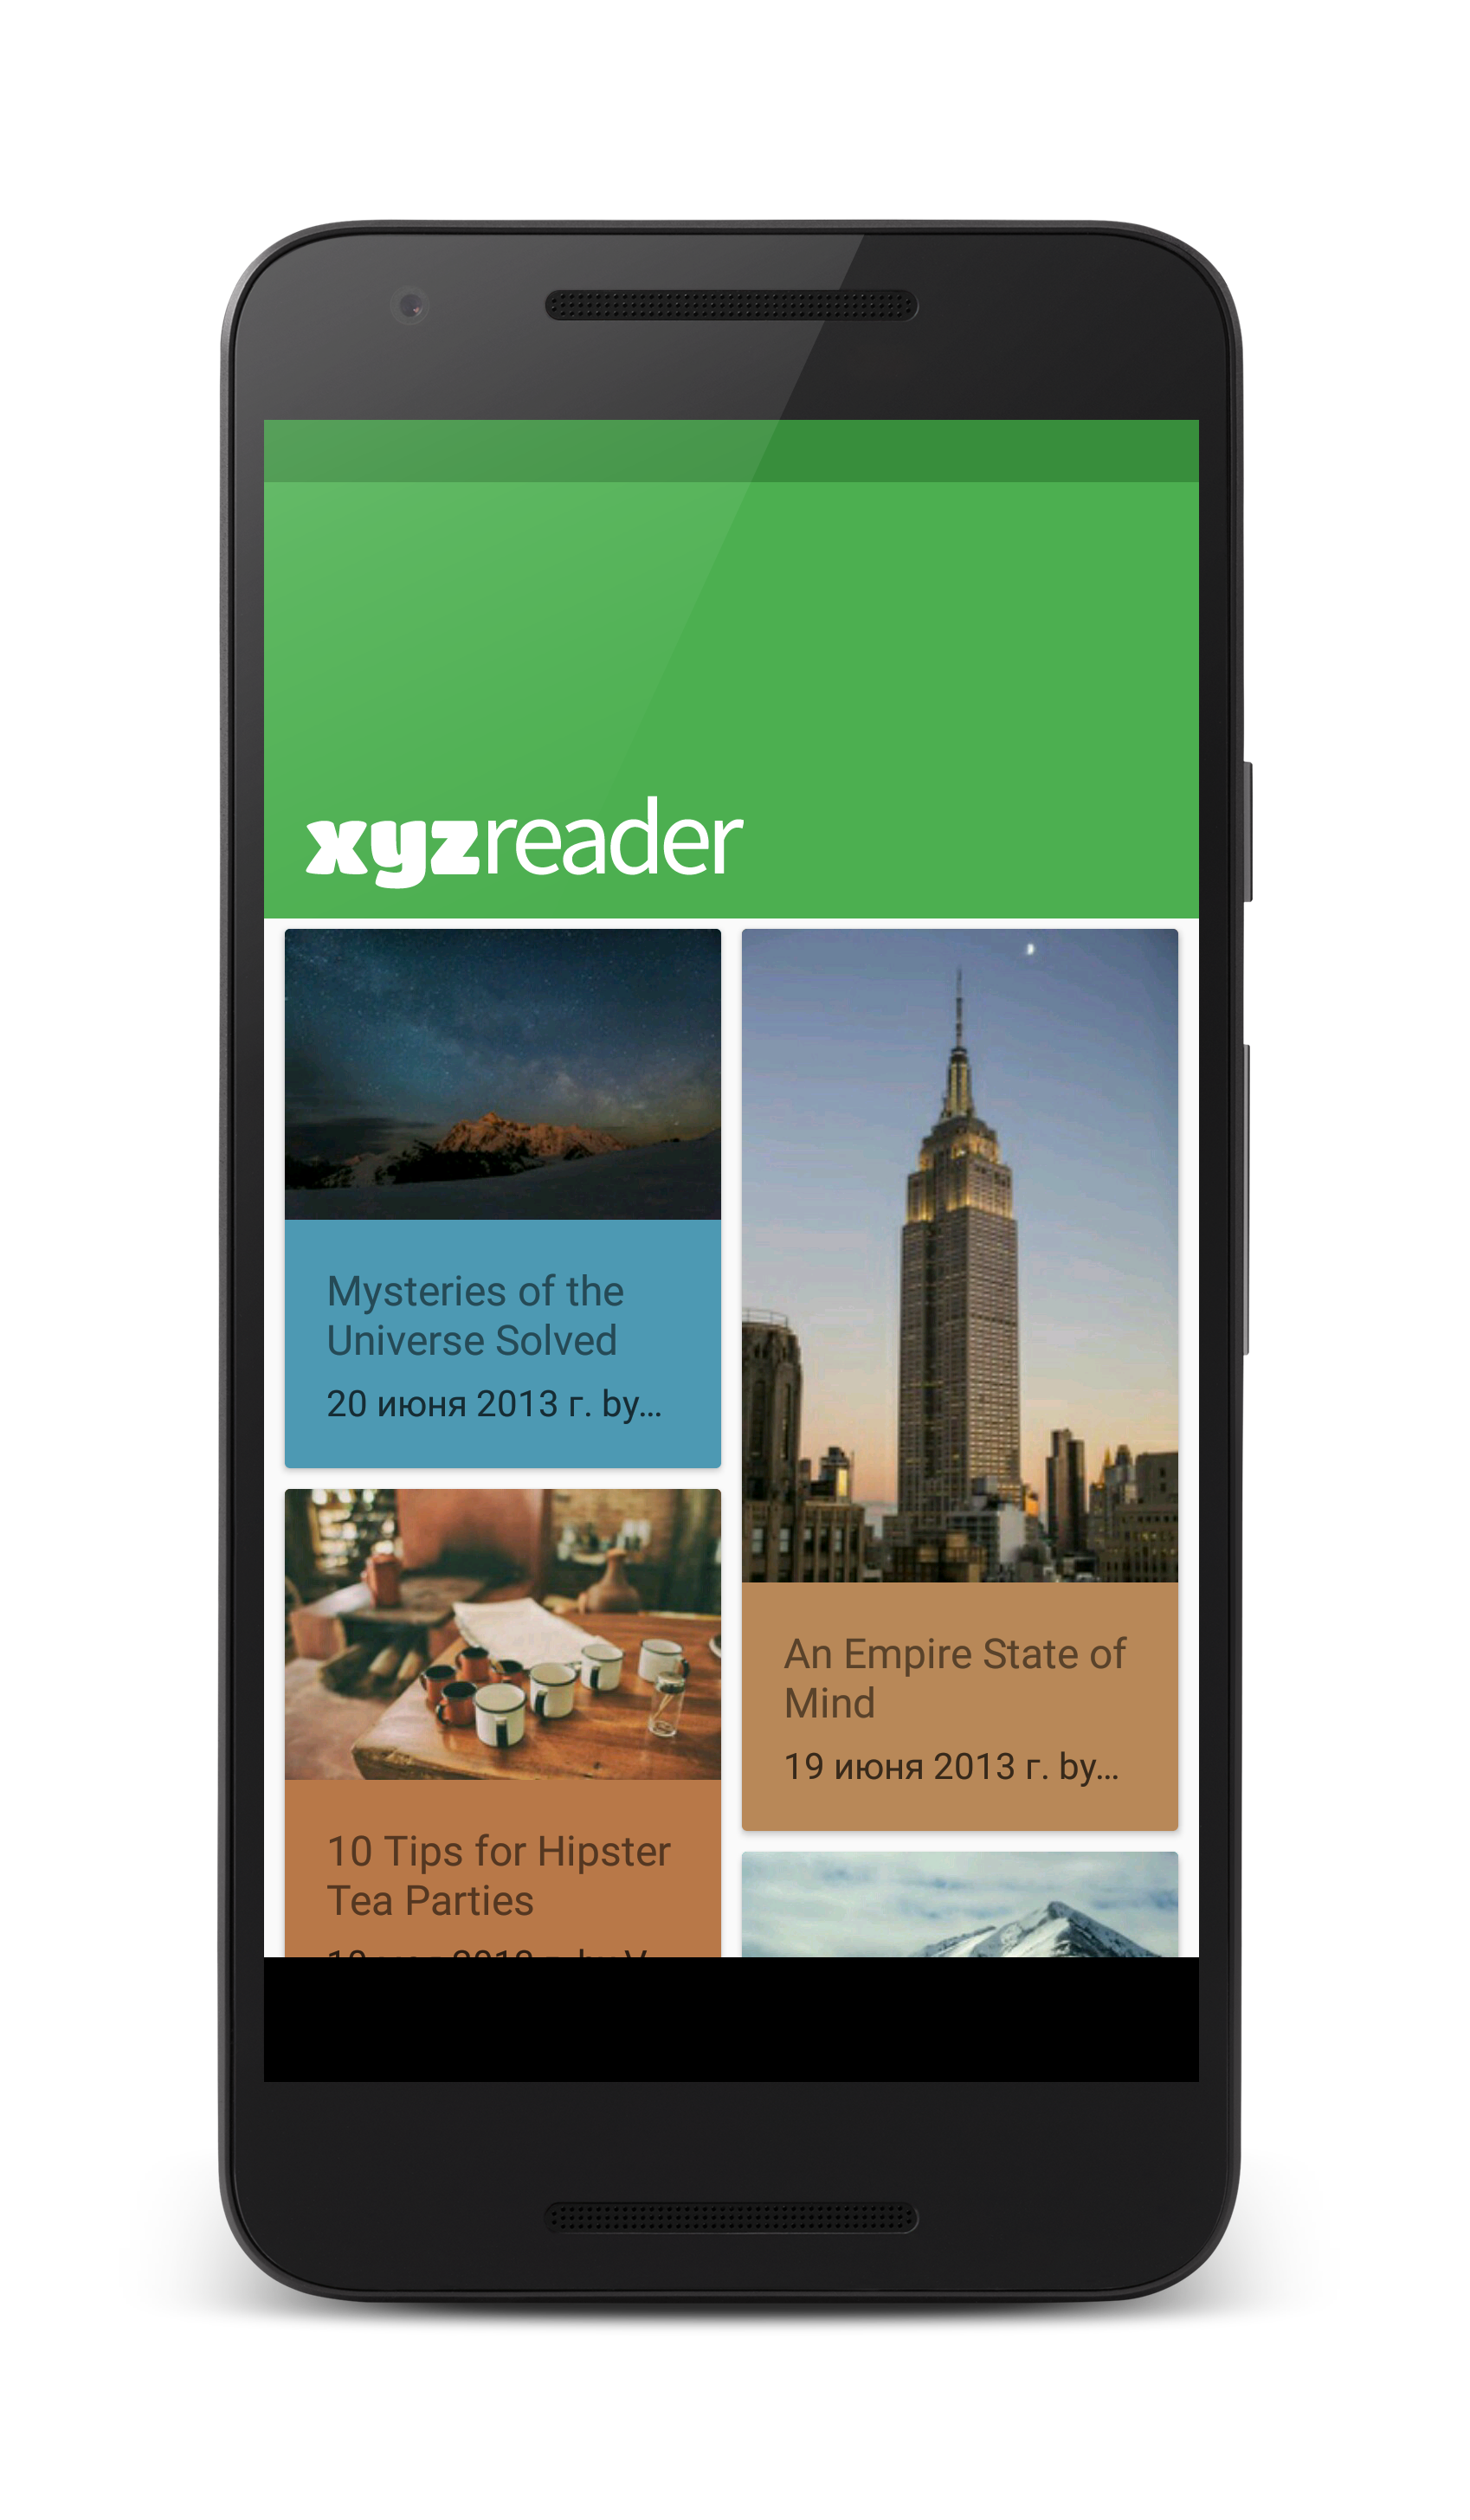 xyzreader
Mysteries of the
Universe Solved
20 июня 2013 г. by...
An Empire State of
Mind
19 июня 2013 г. by...
10 Tips for Hipster
Tea Parties